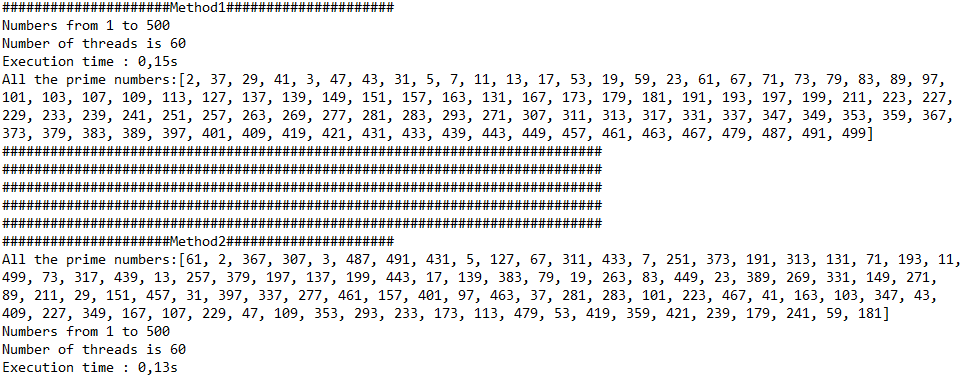 #####################Method1#####################
Numbers from 1 to 500
Number of threads is 60
Execution time : 0,15s
All the prime numbers:[2, 37, 29, 41, 3, 47, 43, 31, 5, 7, 11, 13, 17, 53, 19, 59, 23, 61, 67, 71, 73, 79, 83, 89, 97,
101, 103, 107, 109, 113, 127, 137, 139, 149, 151, 157, 163, 131, 167, 173, 179, 181, 191, 193, 197, 199, 211, 223, 227,
229, 233, 239, 241, 251, 257, 263, 269, 277, 281, 283, 293, 271, 307, 311, 313, 317, 331, 337, 347, 349, 353, 359, 367,
373, 379, 383, 389, 397, 401, 409, 419, 421, 431, 433, 439, 443, 449, 457, 461, 463, 467, 479, 487, 491, 499]
###########################################################################
###########################################################################
###########################################################################
###########################################################################
###########################################################################
#####################Method2#####################
All the prime numbers:[61, 2, 367, 307, 3, 487, 491, 431, 5, 127, 67, 311, 433, 7, 251, 373, 191, 313, 131, 71, 193, 11,
499, 73, 317, 439, 13, 257, 379, 197, 137, 199, 443, 17, 139, 383, 79, 19, 263, 83, 449, 23, 389, 269, 331, 149, 271,
89, 211, 29, 151, 457, 31, 397, 337, 277, 461, 157, 401, 97, 463, 37, 281, 283, 101, 223, 467, 41, 163, 103, 347, 43,
409, 227, 349, 167, 107, 229, 47, 109, 353, 293, 233, 173, 113, 479, 53, 419, 359, 421, 239, 179, 241, 59, 181]
Numbers from 1 to 500
Number of threads is 60
Execution time : 0,13s